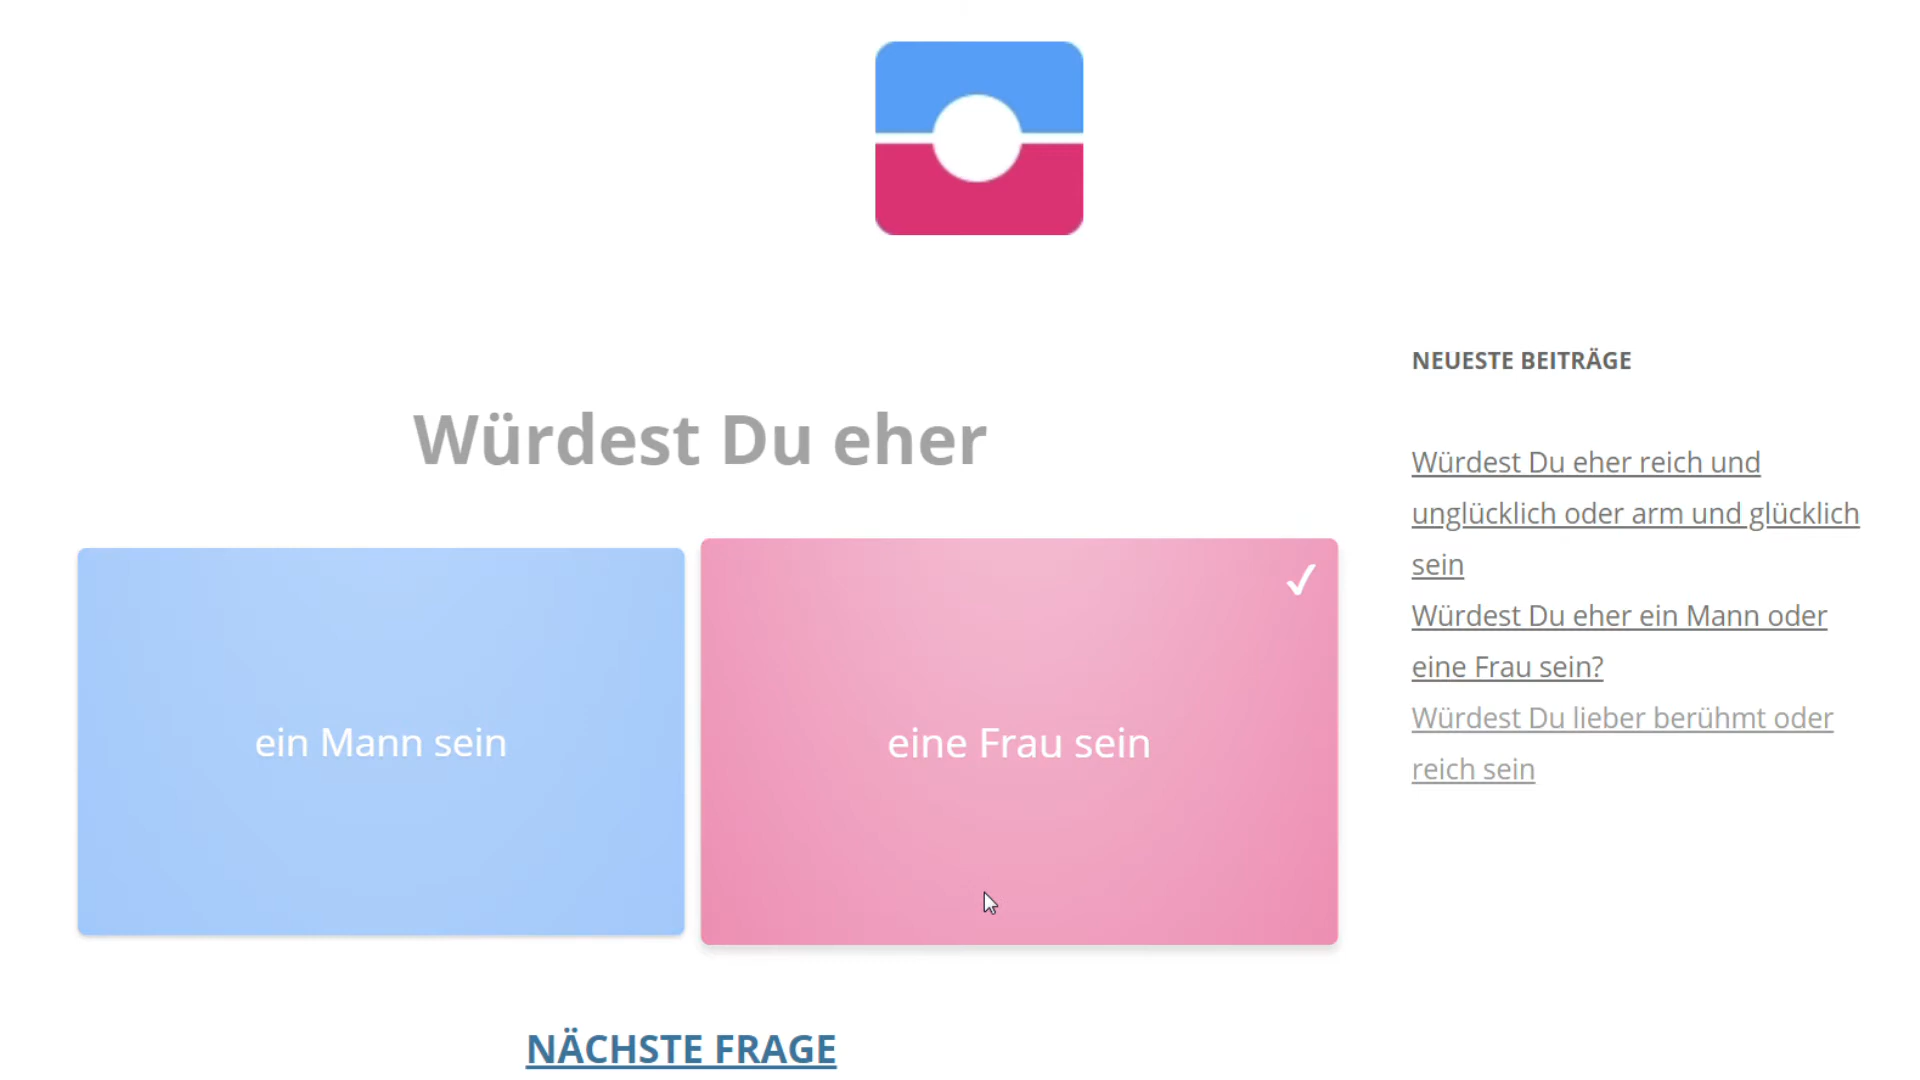 Würdest Du eher
ein Mann sein
eine Frau sein
NÄCHSTE FRAGE
NEUESTE BEITRÄGE
Würdest Du eher reich und
unglücklich oder arm und glücklich
sein
Würdest Du eher ein Mann oder
eine Frau sein?
Würdest Du lieber berühmt oder
reich sein